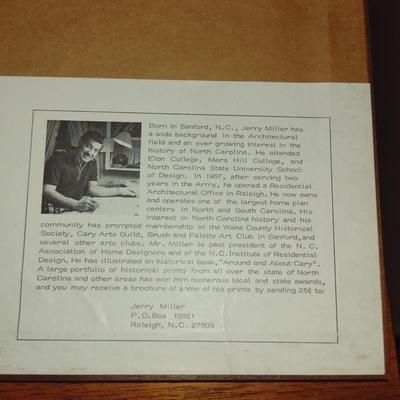 Born in Sanford, N.C., Jerry Miller has
a wide background in the Architectural
field and an ever growing interest in the
history of North Carolina. He attended
Elon College, Mars Hill College, and
North Carolina State University School
of Design. In 1957, after serving two
years in the Army, he opened a Residential
Architectural Office in Raleigh. He now owns
and operates one of the largest home plan
centers in North and South Carolina. His
interest in North Carolina history and his
community has prompted membership in the Wake County Historical
Society, Cary Arts Guild, Brush and Palette Art Club in Sanford, and
several other arts clubs. Mr. Miller is past president of the N. C.
Association of Home Designers and of the N.C. Institute of Residential
Design. He has illustrated an historical book, "Around and About Cary".
A large portfolio of historical prints from all over the state of North
Carolina and other areas has won him numerous local and state awards,
and you may receive a brochure of some of his prints by sending 25¢ to:
Jerry Miller
P.O.Box 10921
Raleigh, N.C. 27605